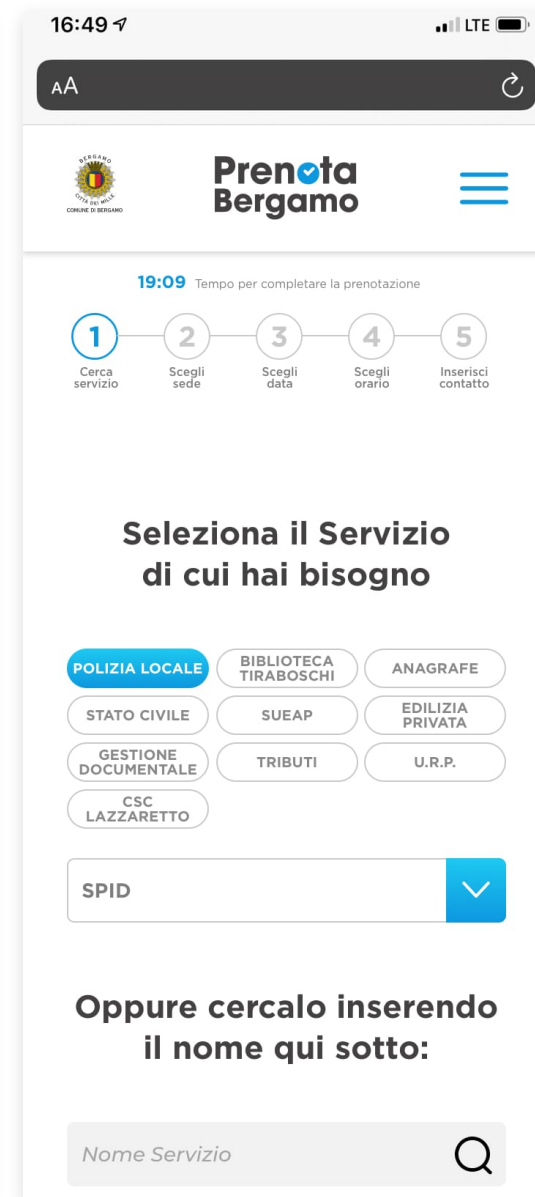 16:49
LTE
AA
BERGAMO
CITTÀ DEI MILLE
COMUNE DI BERGAMO
Prenota
Bergamo
19:09 Tempo per completare la prenotazione
1 2 3 4 5
Cerca servizio
Scegli sede
Scegli data
Scegli orario
Inserisci contatto
Seleziona il Servizio
di cui hai bisogno
POLIZIA LOCALE
BIBLIOTECA
TIRABOSCHI
ANAGRAFE
STATO CIVILE
SUEAP
EDILIZIA
PRIVATA
GESTIONE
DOCUMENTALE
TRIBUTI
U.R.P.
CSC
LAZZARETTO
SPID
Oppure cercalo inserendo
il nome qui sotto:
Nome Servizio